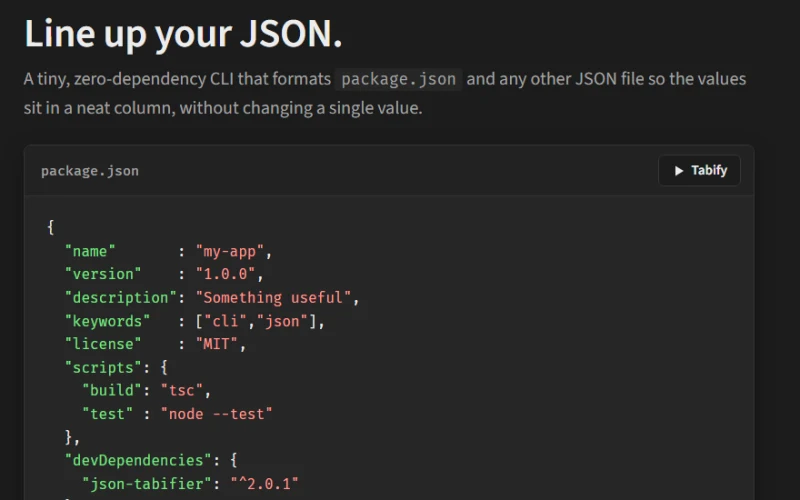 Line up your JSON.
A tiny, zero-dependency CLI that formats package.json and any other JSON file so the values
sit in a neat column, without changing a single value.
package.json
▶ Tabify
{
  "name"       : "my-app",
  "version"    : "1.0.0",
  "description": "Something useful",
  "keywords"   : ["cli","json"],
  "license"    : "MIT",
  "scripts": {
    "build": "tsc",
    "test" : "node --test"
  },
  "devDependencies": {
    "json-tabifier": "^2.0.1"